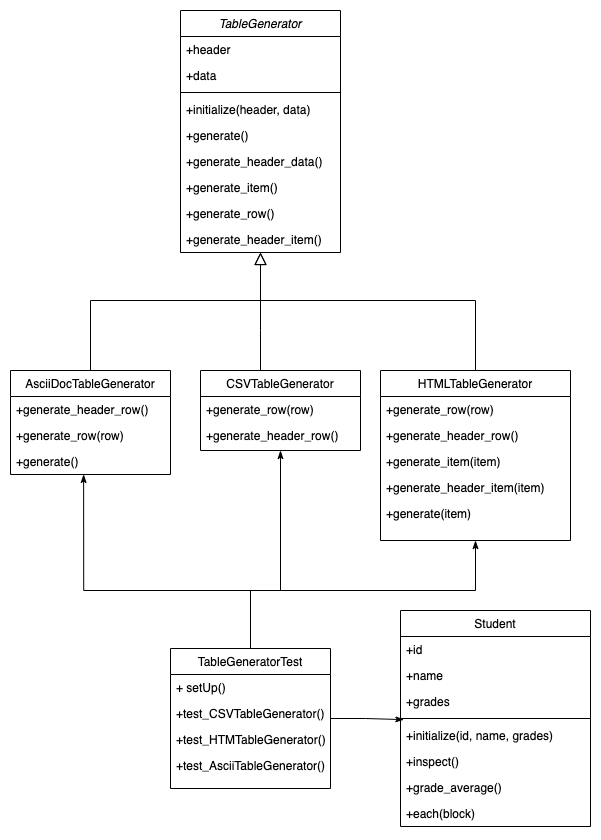 TableGenerator
+header
+data
+initialize(header, data)
+generate()
+generate_header_data()
+generate_item()
+generate_row()
+generate_header_item()
AsciiDocTableGenerator
+generate_header_row()
+generate_row(row)
+generate()
CSVTableGenerator
+generate_row(row)
+generate_header_row()
HTMLTableGenerator
+generate_row(row)
+generate_header_row()
+generate_item(item)
+generate_header_item(item)
+generate(item)
TableGeneratorTest
+ setUp()
+test_CSVTableGenerator()
+test_HTMTableGenerator()
+test_AsciiTableGenerator()
Student
+id
+name
+grades
+initialize(id, name, grades)
+inspect()
+grade_average()
+each(block)